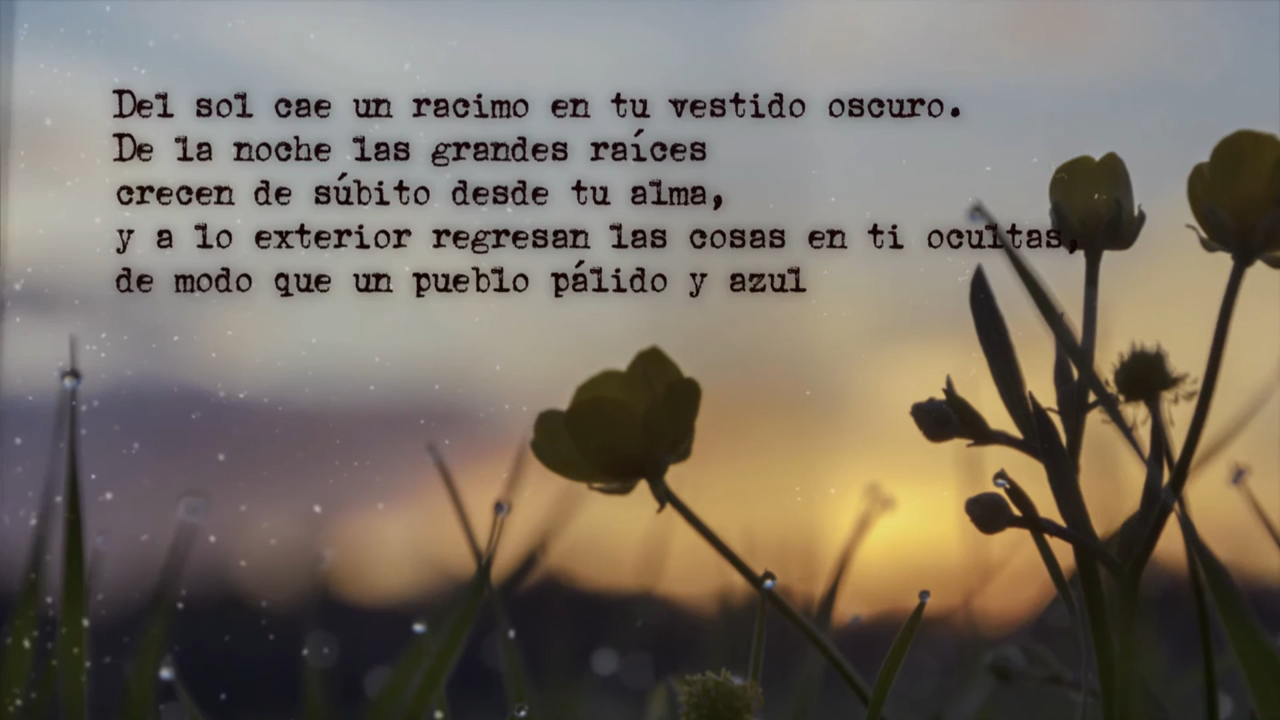 Del sol cae un racimo en tu vestido oscuro.
De la noche las grandes raíces
crecen de súbito desde tu alma,
y a lo exterior regresan las cosas en ti ocultas,
de modo que un pueblo pálido y azul